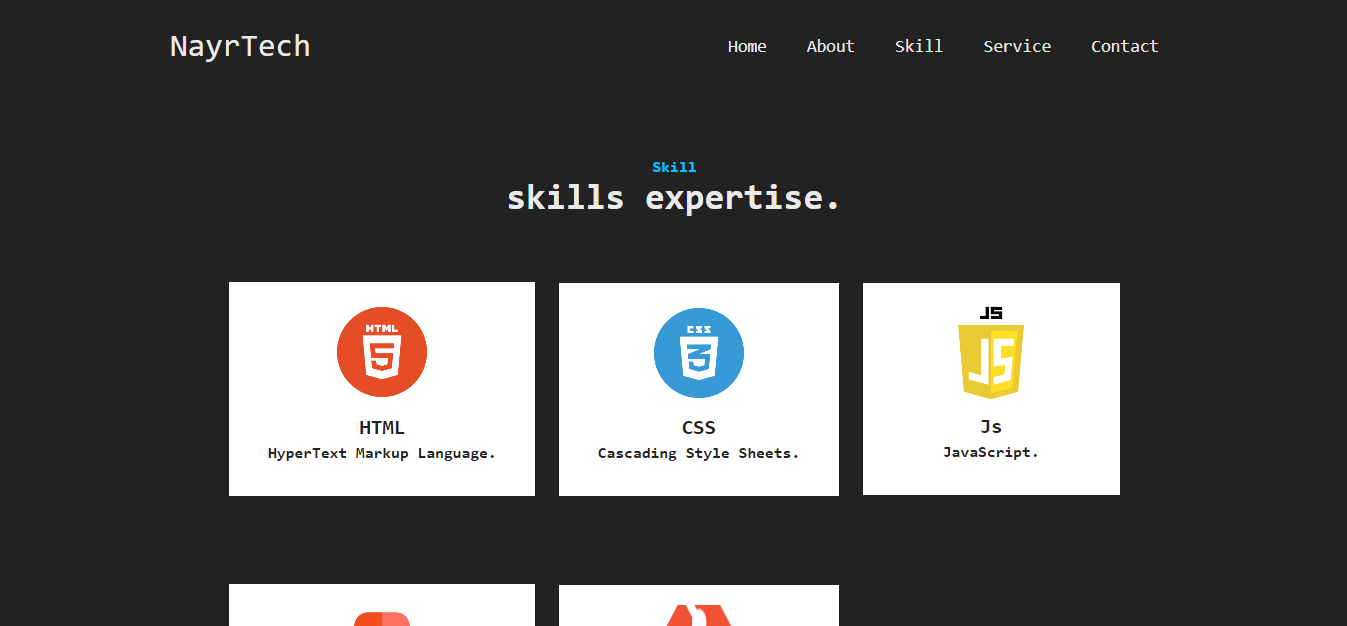 NayrTech
Home About Skill Service Contact
Skill
skills expertise.
HTML
5
HTML
HyperText Markup Language.
CSS
3
CSS
Cascading Style Sheets.
JS
JS
Js
JavaScript.